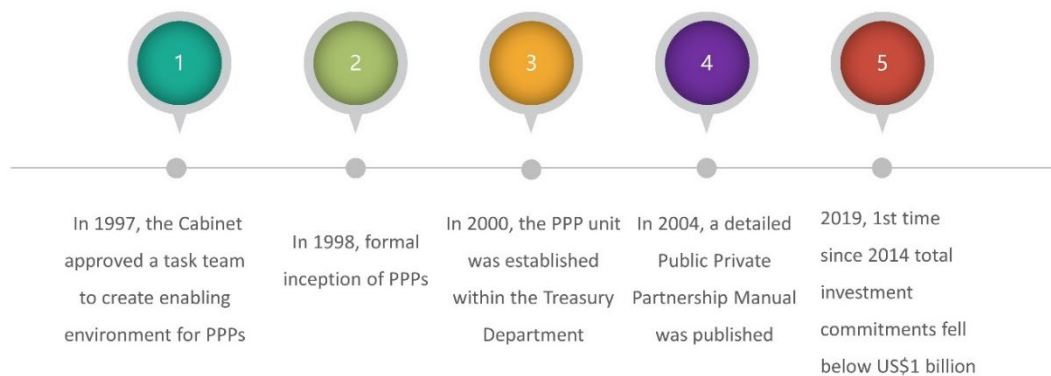 1
2
3
4
5
In 1997, the Cabinet
approved a task team
to create enabling
environment for PPPs
In 1998, formal
inception of PPPs
In 2000, the PPP unit
was established
within the Treasury
Department
In 2004, a detailed
Public Private
Partnership Manual
was published
2019, 1st time
since 2014 total
investment
commitments fell
below US$1 billion